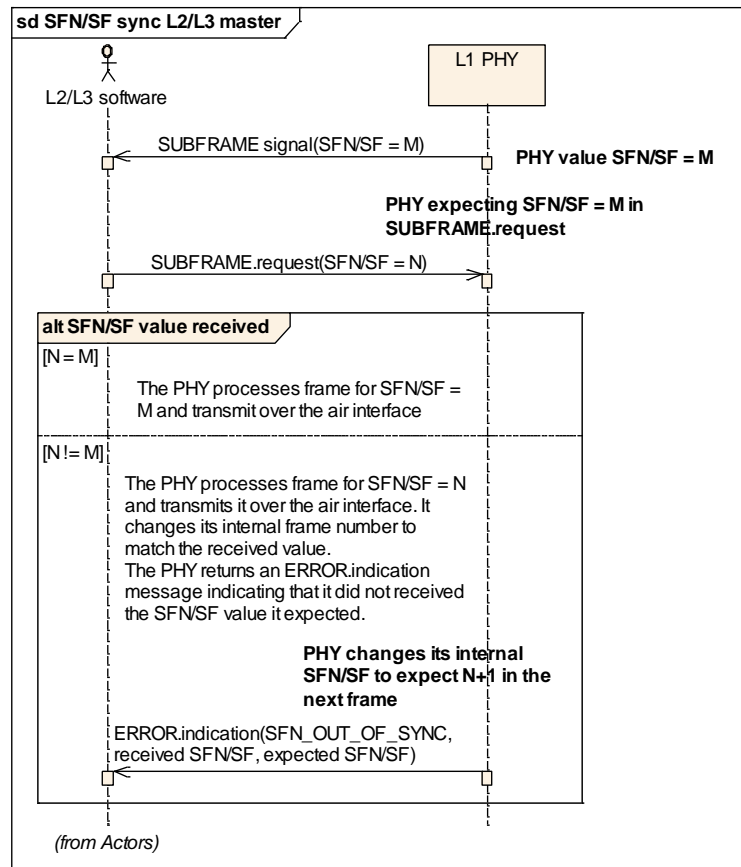 sd SFN/SF sync L2/L3 master
L2/L3 software
L1 PHY
SUBFRAME signal(SFN/SF = M)
PHY value SFN/SF = M
PHY expecting SFN/SF = M in
SUBFRAME.request
SUBFRAME.request(SFN/SF = N)
alt SFN/SF value received
[N = M]
The PHY processes frame for SFN/SF =
M and transmit over the air interface
[N != M]
The PHY processes frame for SFN/SF = N
and transmits it over the air interface. It
changes its internal frame number to
match the received value.
The PHY returns an ERROR.indication
message indicating that it did not received
the SFN/SF value it expected.
PHY changes its internal
SFN/SF to expect N+1 in the
next frame
ERROR.indication(SFN_OUT_OF_SYNC,
received SFN/SF, expected SFN/SF)
(from Actors)